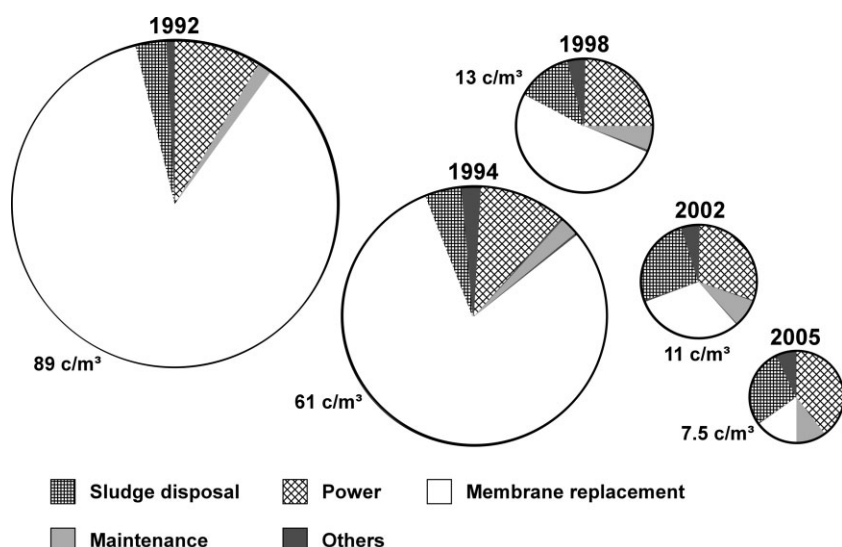 1992
89 c/m³
1994
61 c/m³
1998
13 c/m³
2002
11 c/m³
2005
7.5 c/m³
Sludge disposal
Power
Membrane replacement
Maintenance
Others